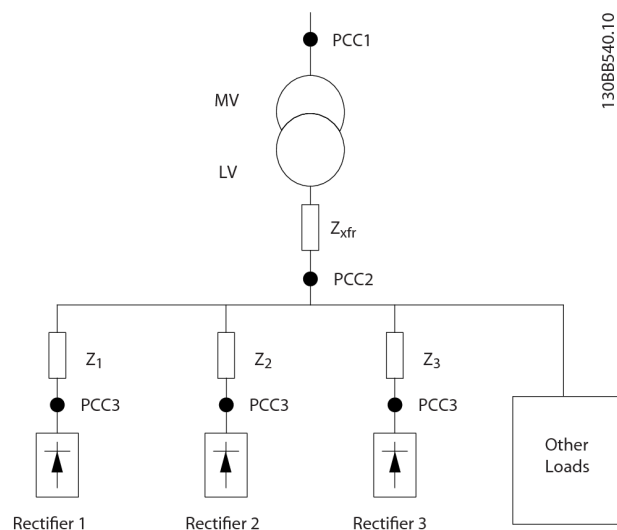 PCC1
130BB540.10
MV
LV
Zxfr
PCC2
Z1
Z2
Z3
PCC3
PCC3
PCC3
Other
Loads
Rectifier 1
Rectifier 2
Rectifier 3